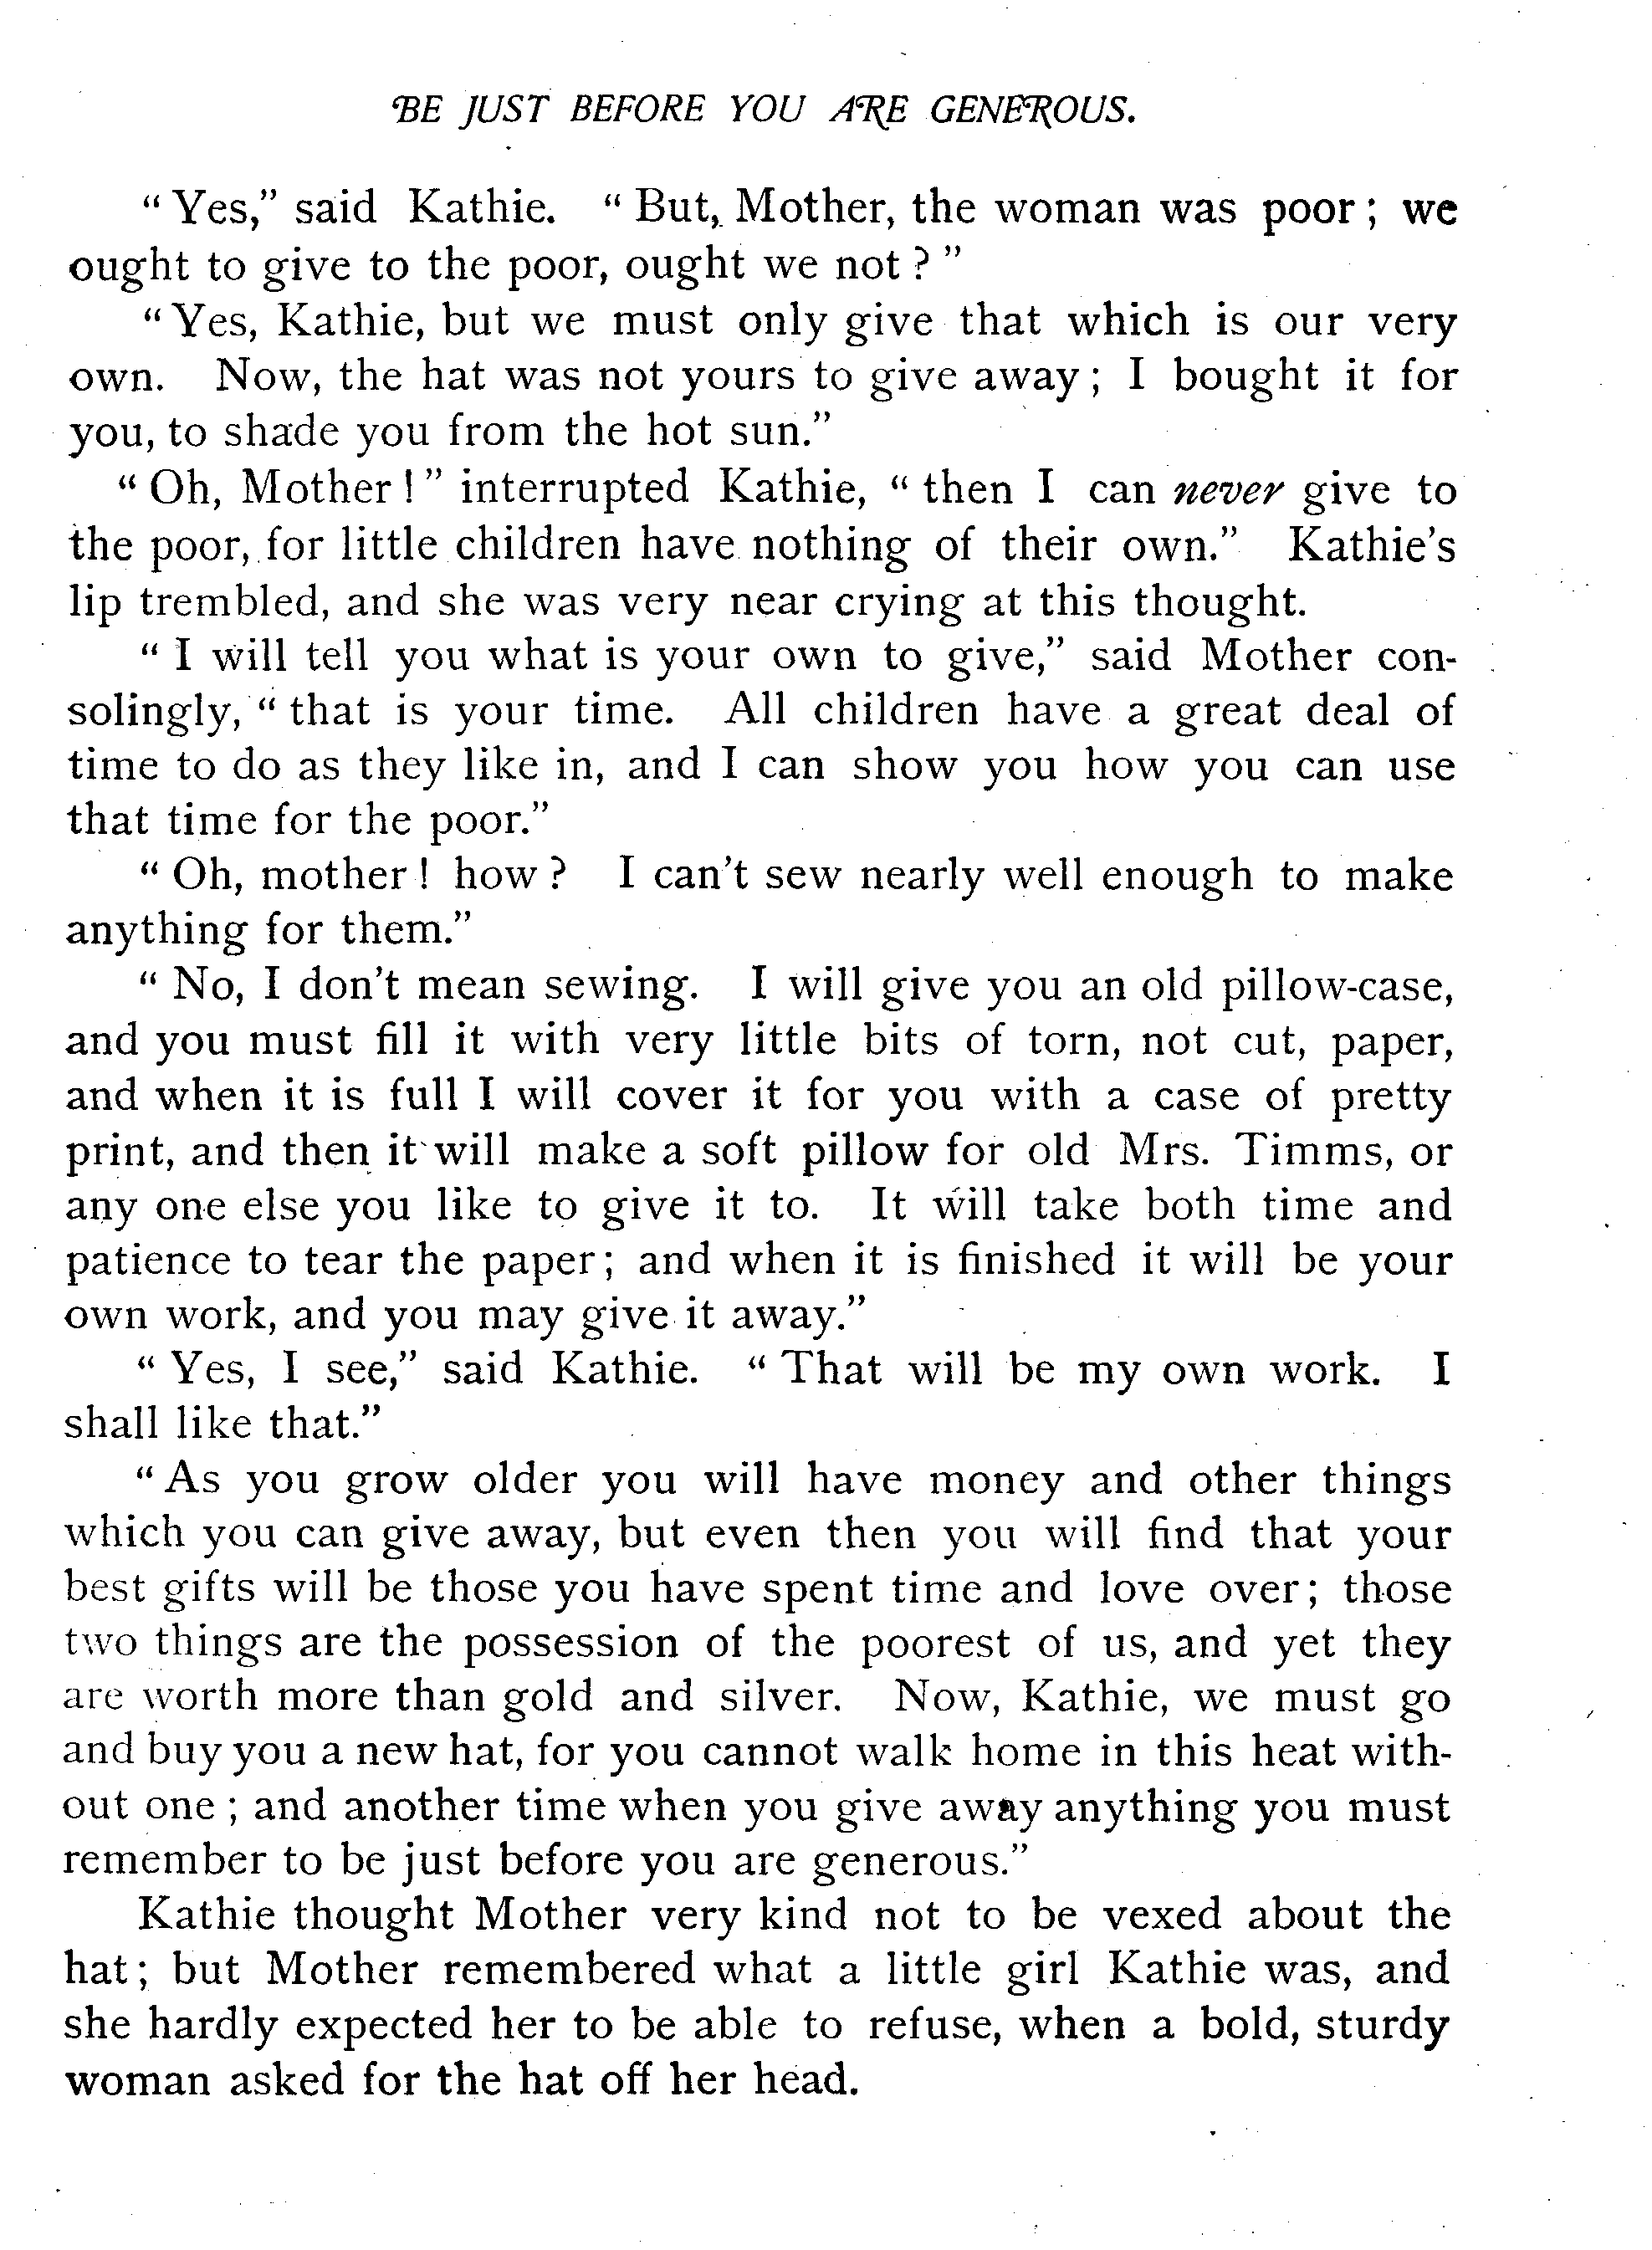 BE JUST BEFORE YOU ARE GENEROUS.
“ Yes,” said Kathie. “ But, Mother, the woman was poor ; we
ought to give to the poor, ought we not ? ”
“ Yes, Kathie, but we must only give that which is our very
own. Now, the hat was not yours to give away ; I bought it for
you, to shade you from the hot sun.”
“ Oh, Mother ! ” interrupted Kathie, “ then I can never give to
the poor, for little children have nothing of their own.” Kathie’s
lip trembled, and she was very near crying at this thought.
“ I will tell you what is your own to give,” said Mother con-
solingly, “ that is your time. All children have a great deal of
time to do as they like in, and I can show you how you can use
that time for the poor.”
“ Oh, mother ! how ? I can’t sew nearly well enough to make
anything for them.”
“ No, I don’t mean sewing. I will give you an old pillow-case,
and you must fill it with very little bits of torn, not cut, paper,
and when it is full I will cover it for you with a case of pretty
print, and then it will make a soft pillow for old Mrs. Timms, or
any one else you like to give it to. It will take both time and
patience to tear the paper ; and when it is finished it will be your
own work, and you may give it away.”
“ Yes, I see,” said Kathie. “ That will be my own work. I
shall like that.”
“ As you grow older you will have money and other things
which you can give away, but even then you will find that your
best gifts will be those you have spent time and love over ; those
two things are the possession of the poorest of us, and yet they
are worth more than gold and silver. Now, Kathie, we must go
and buy you a new hat, for you cannot walk home in this heat with-
out one ; and another time when you give away anything you must
remember to be just before you are generous.”
Kathie thought Mother very kind not to be vexed about the
hat ; but Mother remembered what a little girl Kathie was, and
she hardly expected her to be able to refuse, when a bold, sturdy
woman asked for the hat off her head.